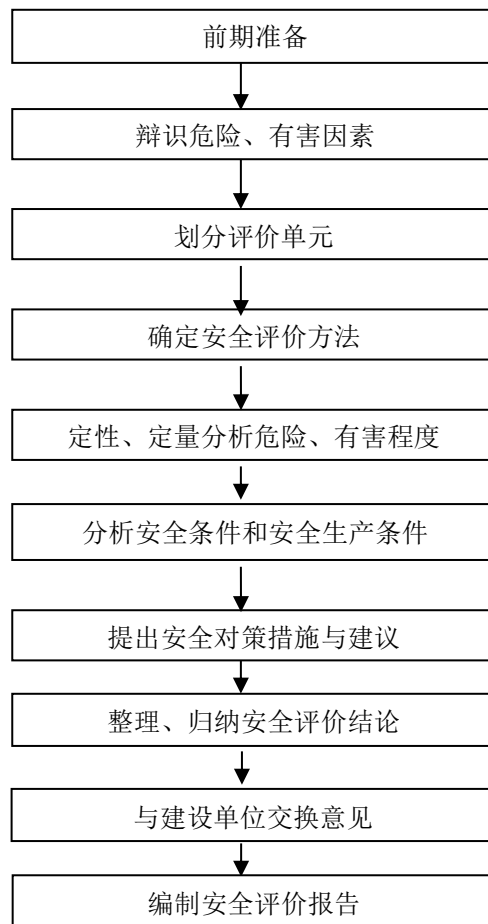 前期准备
辩识危险、有害因素
划分评价单元
确定安全评价方法
定性、定量分析危险、有害程度
分析安全条件和安全生产条件
提出安全对策措施与建议
整理、归纳安全评价结论
与建设单位交换意见
编制安全评价报告